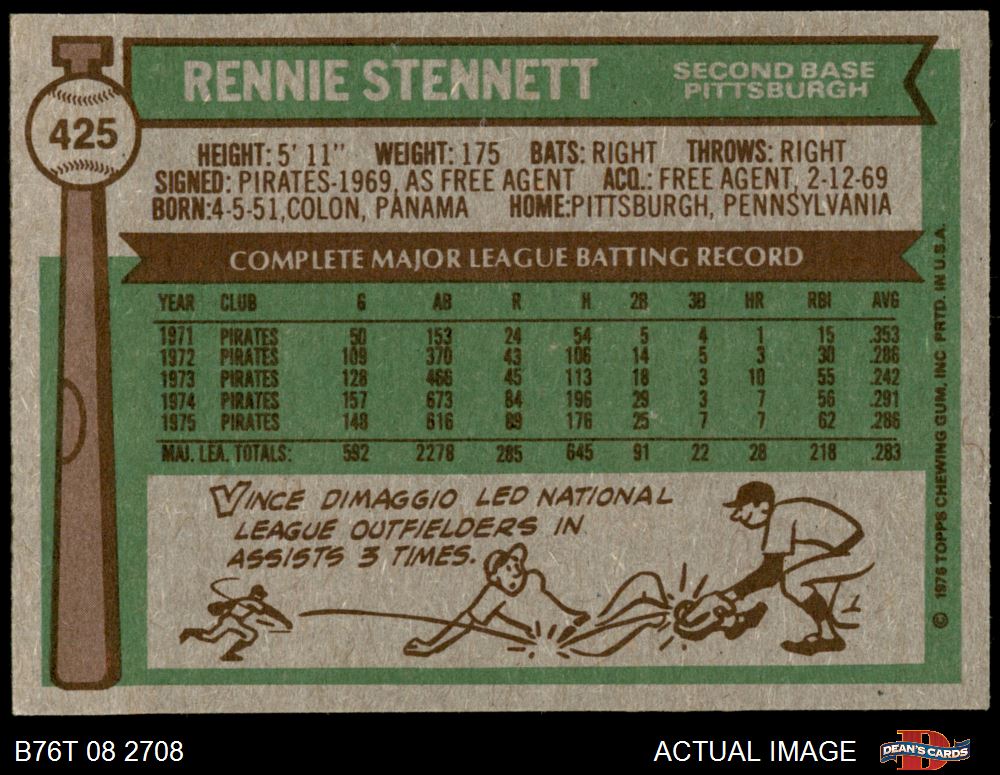 425
RENNIE STENNETT
SECOND BASE
PITTSBURGH
HEIGHT: 5' 11" WEIGHT: 175 BATS: RIGHT THROWS: RIGHT
SIGNED: PIRATES-1969, AS FREE AGENT ACQ.: FREE AGENT, 2-12-69
BORN:4-5-51,COLON, PANAMA HOME:PITTSBURGH, PENNSYLVANIA
COMPLETE MAJOR LEAGUE BATTING RECORD
YEAR CLUB G AB R H 2B 3B HR RBI AVG
1971 PIRATES 50 153 24 54 5 4 1 15 .353
1972 PIRATES 109 370 43 106 14 5 3 30 .286
1973 PIRATES 128 466 45 113 18 3 10 55 .242
1974 PIRATES 157 673 84 196 29 3 7 56 .291
1975 PIRATES 148 616 89 176 25 7 7 62 .286
MAJ. LEA. TOTALS: 592 2278 285 645 91 22 28 218 .283
VINCE DIMAGGIO LED NATIONAL
LEAGUE OUTFIELDERS IN
ASSISTS 3 TIMES.
© 1976 TOPPS CHEWING GUM, INC PRTD. IN U.S.A.
B76T 08 2708
ACTUAL IMAGE
D
DEAN'S CARDS